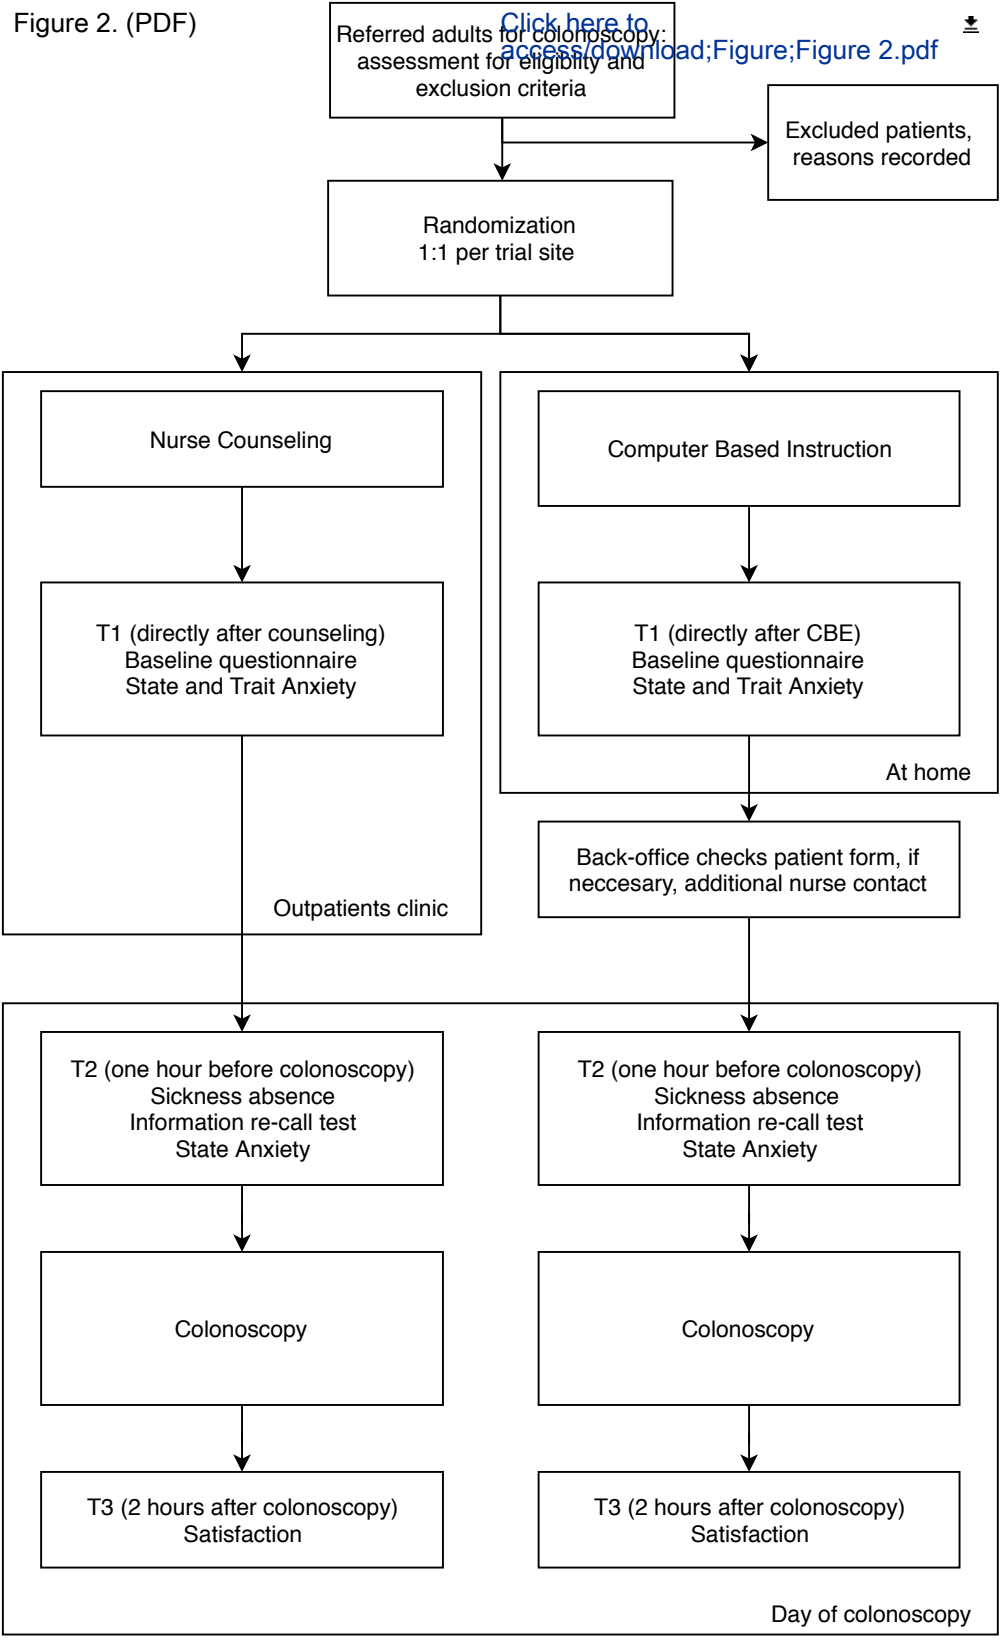 Figure 2. (PDF)
Click here to
access/download;Figure;Figure 2.pdf
Referred adults for colonoscopy:
assessment for eligiblity and
exclusion criteria
Excluded patients,
reasons recorded
Randomization
1:1 per trial site
Nurse Counseling
T1 (directly after counseling)
Baseline questionnaire
State and Trait Anxiety
Outpatients clinic
Computer Based Instruction
T1 (directly after CBE)
Baseline questionnaire
State and Trait Anxiety
At home
Back-office checks patient form, if
neccesary, additional nurse contact
T2 (one hour before colonoscopy)
Sickness absence
Information re-call test
State Anxiety
Colonoscopy
T3 (2 hours after colonoscopy)
Satisfaction
T2 (one hour before colonoscopy)
Sickness absence
Information re-call test
State Anxiety
Colonoscopy
T3 (2 hours after colonoscopy)
Satisfaction
Day of colonoscopy